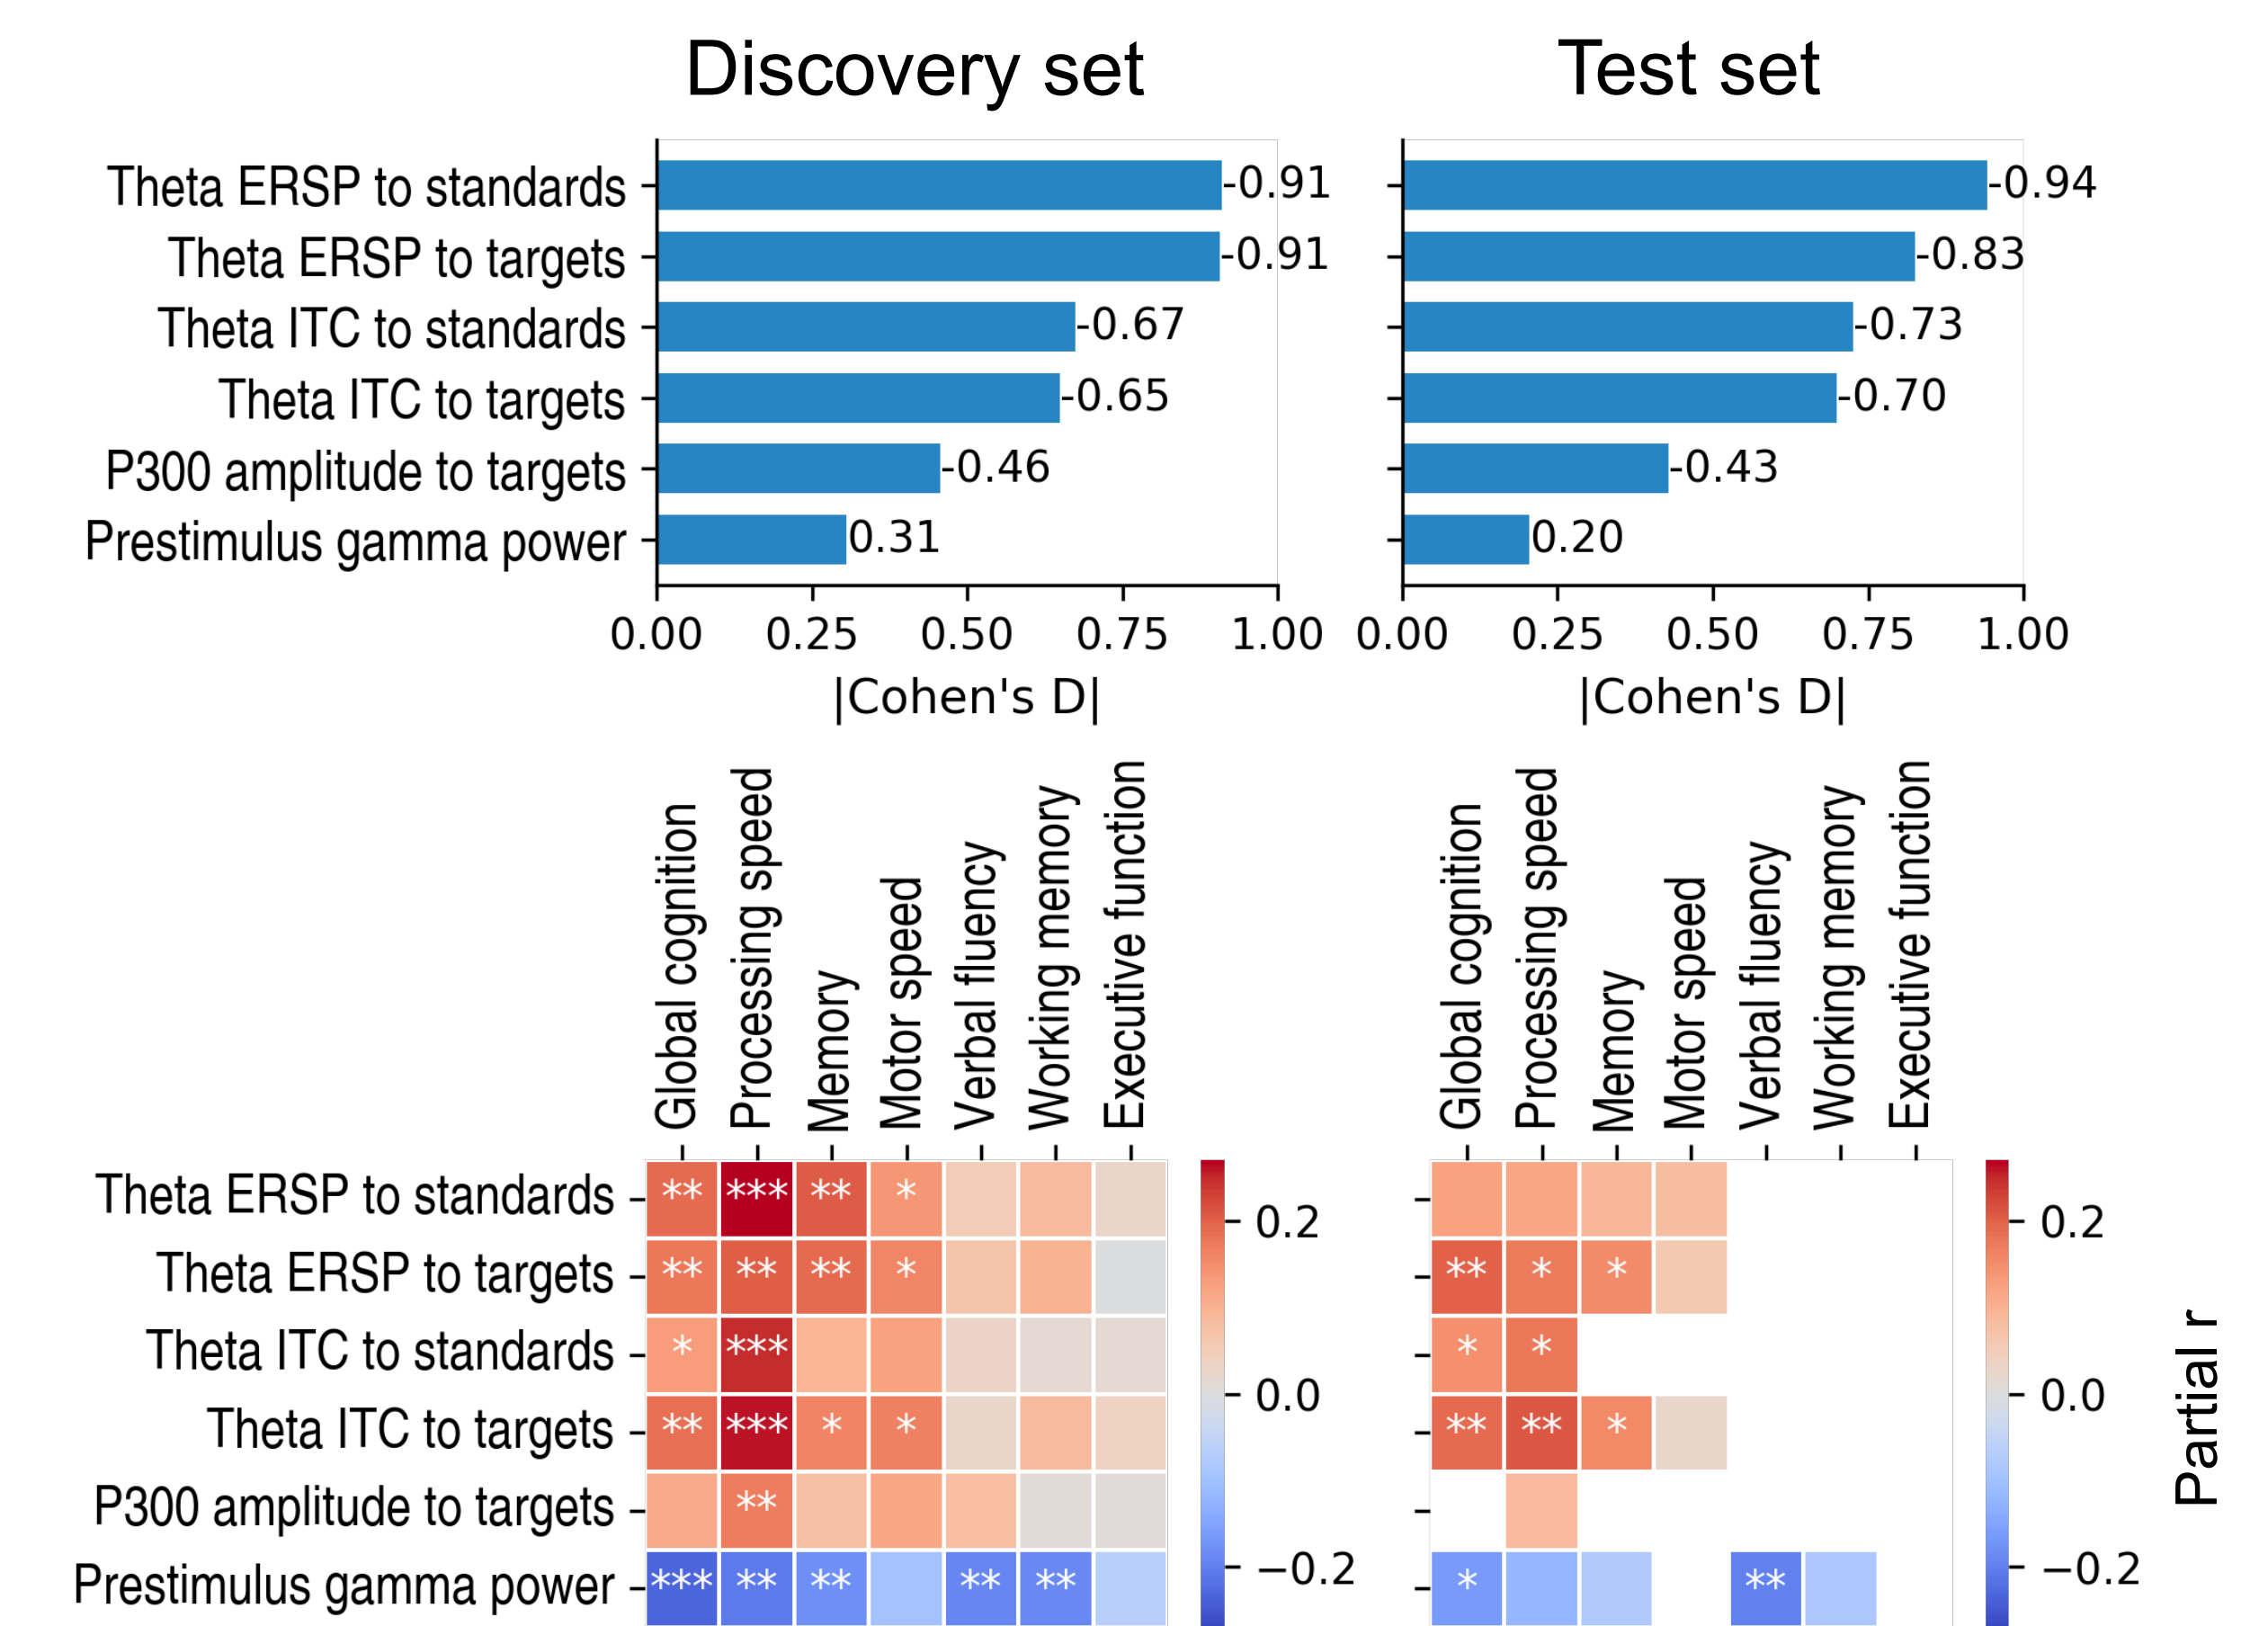 Discovery set
Test set
Theta ERSP to standards
-0.91
-0.94
Theta ERSP to targets
-0.91
-0.83
Theta ITC to standards
-0.67
-0.73
Theta ITC to targets
-0.65
-0.70
P300 amplitude to targets
-0.46
-0.43
Prestimulus gamma power
0.31
0.20
0.00 0.25 0.50 0.75 1.00
0.00 0.25 0.50 0.75 1.00
|Cohen's D|
|Cohen's D|
Global cognition
Processing speed
Memory
Motor speed
Verbal fluency
Working memory
Executive function
Global cognition
Processing speed
Memory
Motor speed
Verbal fluency
Working memory
Executive function
Theta ERSP to standards
** *** ** *
Theta ERSP to targets
** ** ** *
** * *
Theta ITC to standards
* ***
* *
Theta ITC to targets
** *** * *
** ** *
P300 amplitude to targets
**
Prestimulus gamma power
*** ** ** ** **
* **
0.2
0.0
−0.2
0.2
0.0
−0.2
Partial r